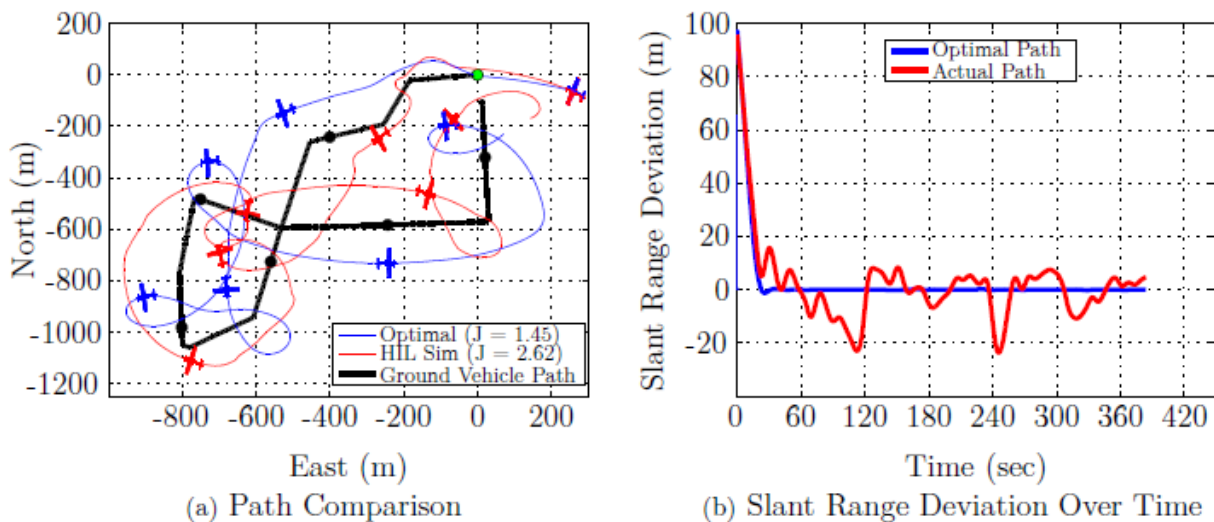 200
0
-200
-400
-600
-800
-1000
-1200
North (m)
-800 -600 -400 -200 0 200
East (m)
Optimal (J = 1.45)
HIL Sim (J = 2.62)
Ground Vehicle Path
(a) Path Comparison
100
80
60
40
20
0
-20
Slant Range Deviation (m)
Optimal Path
Actual Path
0 60 120 180 240 300 360 420
Time (sec)
(b) Slant Range Deviation Over Time